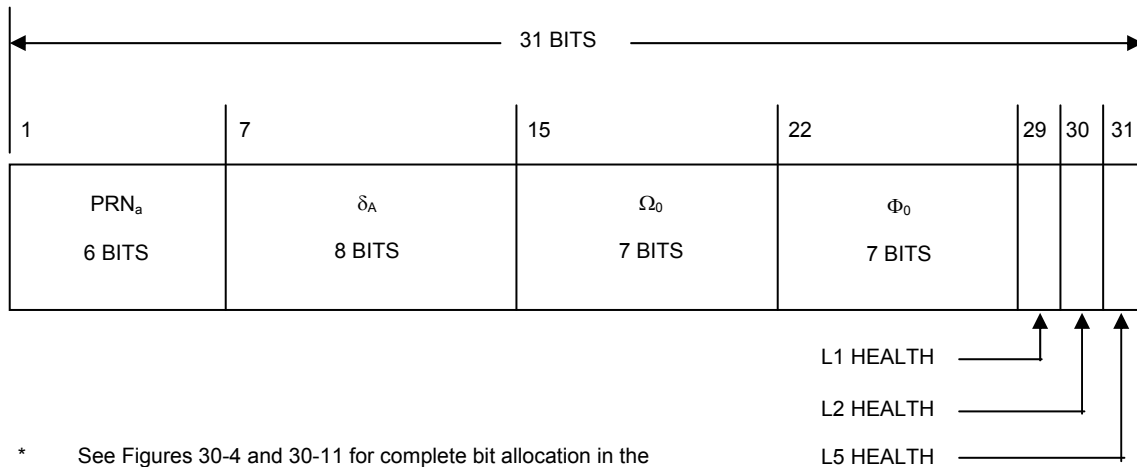 31 BITS
1 7 15 22 29 30 31
PRNa δA Ω0 Φ0
6 BITS 8 BITS 7 BITS 7 BITS
L1 HEALTH
L2 HEALTH
L5 HEALTH
* See Figures 30-4 and 30-11 for complete bit allocation in the